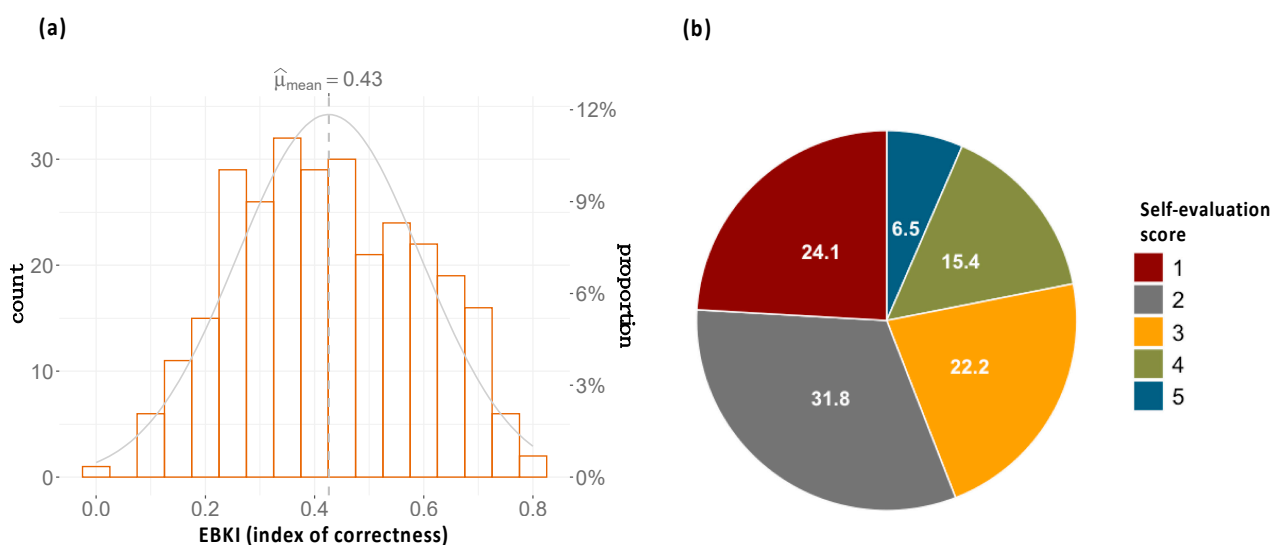 (a)
(b)
μ̂mean = 0.43
count
30
20
10
0
12%
9%
6%
3%
0%
proportion
0.0 0.2 0.4 0.6 0.8
EBKI (index of correctness)
24.1
6.5
15.4
22.2
31.8
Self-evaluation
score
1
2
3
4
5